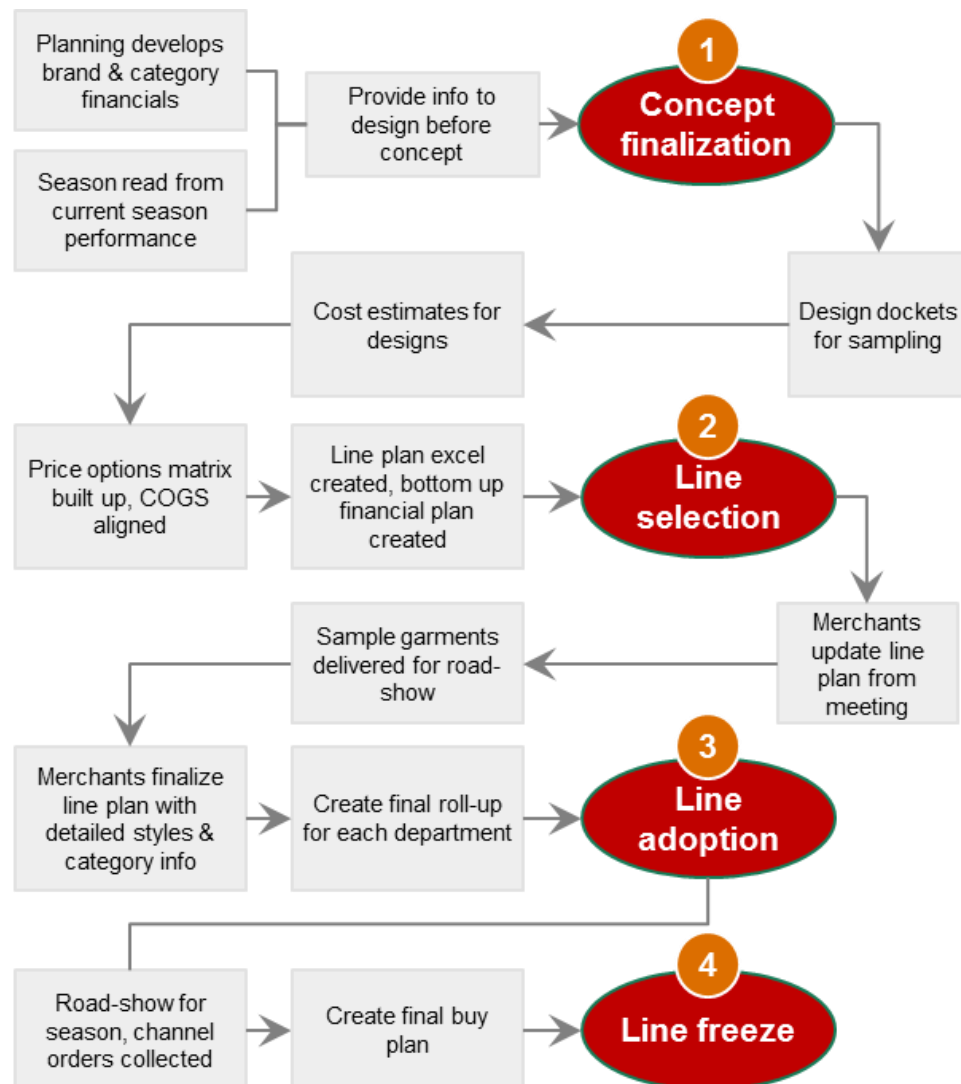 Planning develops
brand & category
financials
Season read from
current season
performance
Provide info to
design before
concept
1
Concept
finalization
Design dockets
for sampling
Cost estimates for
designs
Price options matrix
built up, COGS
aligned
Line plan excel
created, bottom up
financial plan
created
2
Line
selection
Merchants
update line
plan from
meeting
Sample garments
delivered for road-
show
Merchants finalize
line plan with
detailed styles &
category info
Create final roll-up
for each department
3
Line
adoption
Road-show for
season, channel
orders collected
Create final buy
plan
4
Line freeze